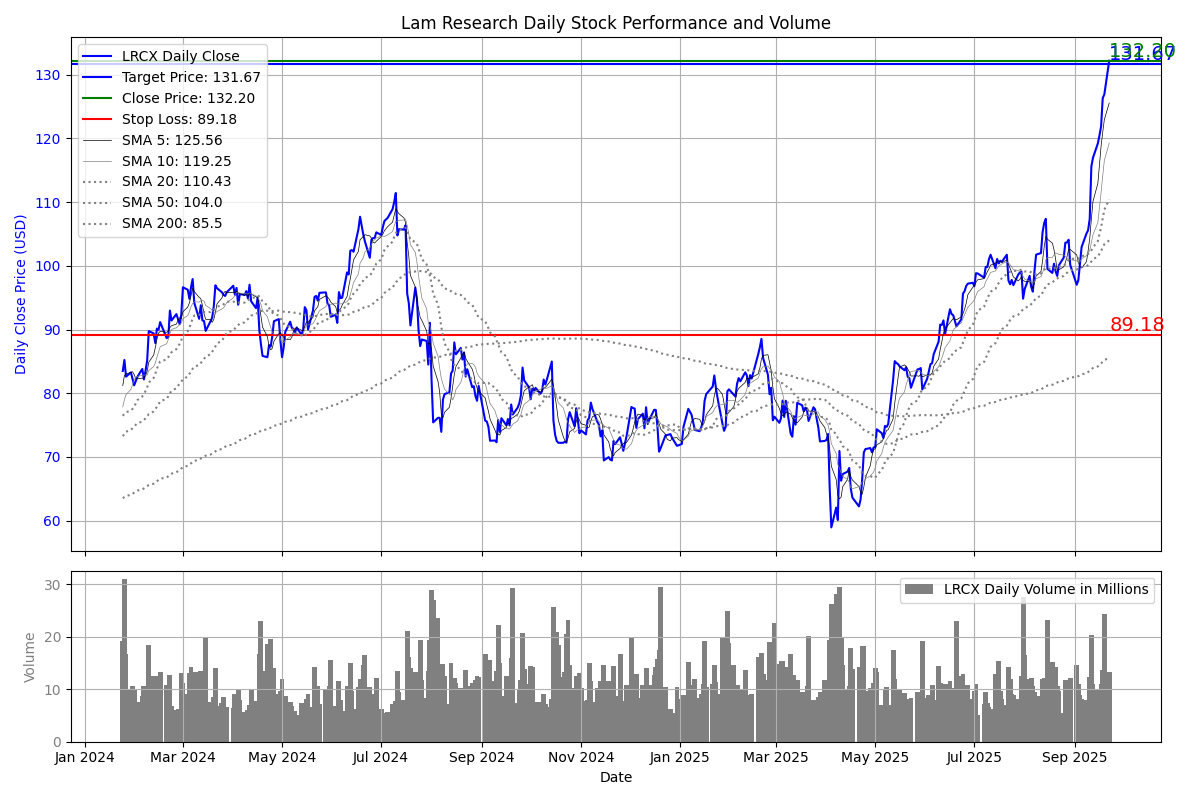 Lam Research Daily Stock Performance and Volume
132.20
131.67
LRCX Daily Close
Target Price: 131.67
Close Price: 132.20
Stop Loss: 89.18
SMA 5: 125.56
SMA 10: 119.25
SMA 20: 110.43
SMA 50: 104.0
SMA 200: 85.5
130
120
110
100
90
80
70
60
Daily Close Price (USD)
89.18
LRCX Daily Volume in Millions
30
20
10
0
Volume
Jan 2024 Mar 2024 May 2024 Jul 2024 Sep 2024 Nov 2024 Jan 2025 Mar 2025 May 2025 Jul 2025 Sep 2025
Date